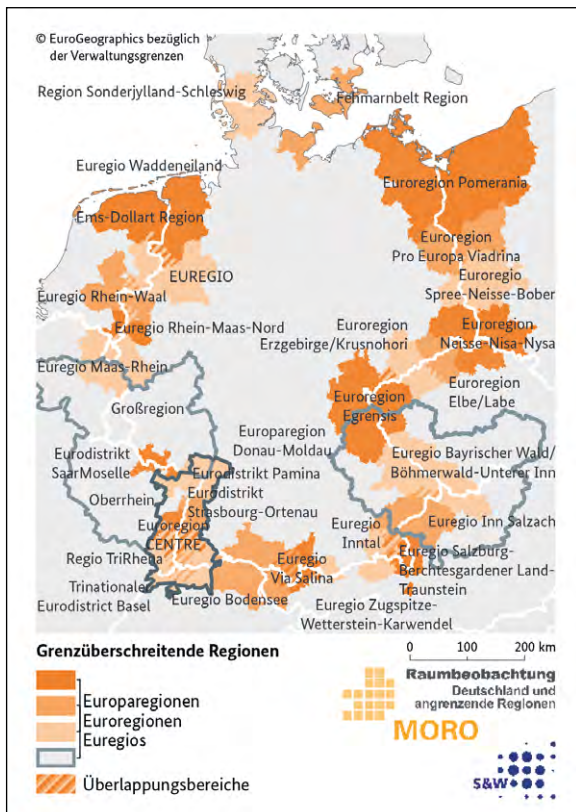 © EuroGeographics bezüglich
der Verwaltungsgrenzen
Region Sonderjylland-Schleswig
Fehmarnbelt Region
Euregio Waddeneiland
Euroregion Pomerania
Ems-Dollart Region
Euroregion
Pro Europa Viadrina
EUREGIO
Euroregio
Spree-Neisse-Bober
Euregio Rhein-Waal
Euregio Rhein-Maas-Nord
Euroregion
Erzgebirge/Krusnohori
Euroregion
Neisse-Nisa-Nysa
Euregio Maas-Rhein
Euroregion
Elbe/Labe
Großregion
Euroregion
Egrensis
Europaregion
Donau-Moldau
Eurodistrikt
SaarMoselle
Eurodistrikt Pamina
Euregio Bayrischer Wald/
Böhmerwald-Unterer Inn
Oberrhein
Eurodistrikt
Strasbourg-Ortenau
Euroregion
CENTRE
Euregio
Inntal
Euregio Inn Salzach
Regio TriRhena
Euregio
Via Salina
Euregio Salzburg-
Berchtesgardener Land-
Traunstein
Trinationaler
Eurodistrict Basel
Euregio Bodensee
Euregio Zugspitze-
Wetterstein-Karwendel
Grenzüberschreitende Regionen
0 100 200 km
Europaregionen
Euroregionen
Euregios
Überlappungsbereiche
Raumbeobachtung
Deutschland und
angrenzende Regionen
MORO
S&W